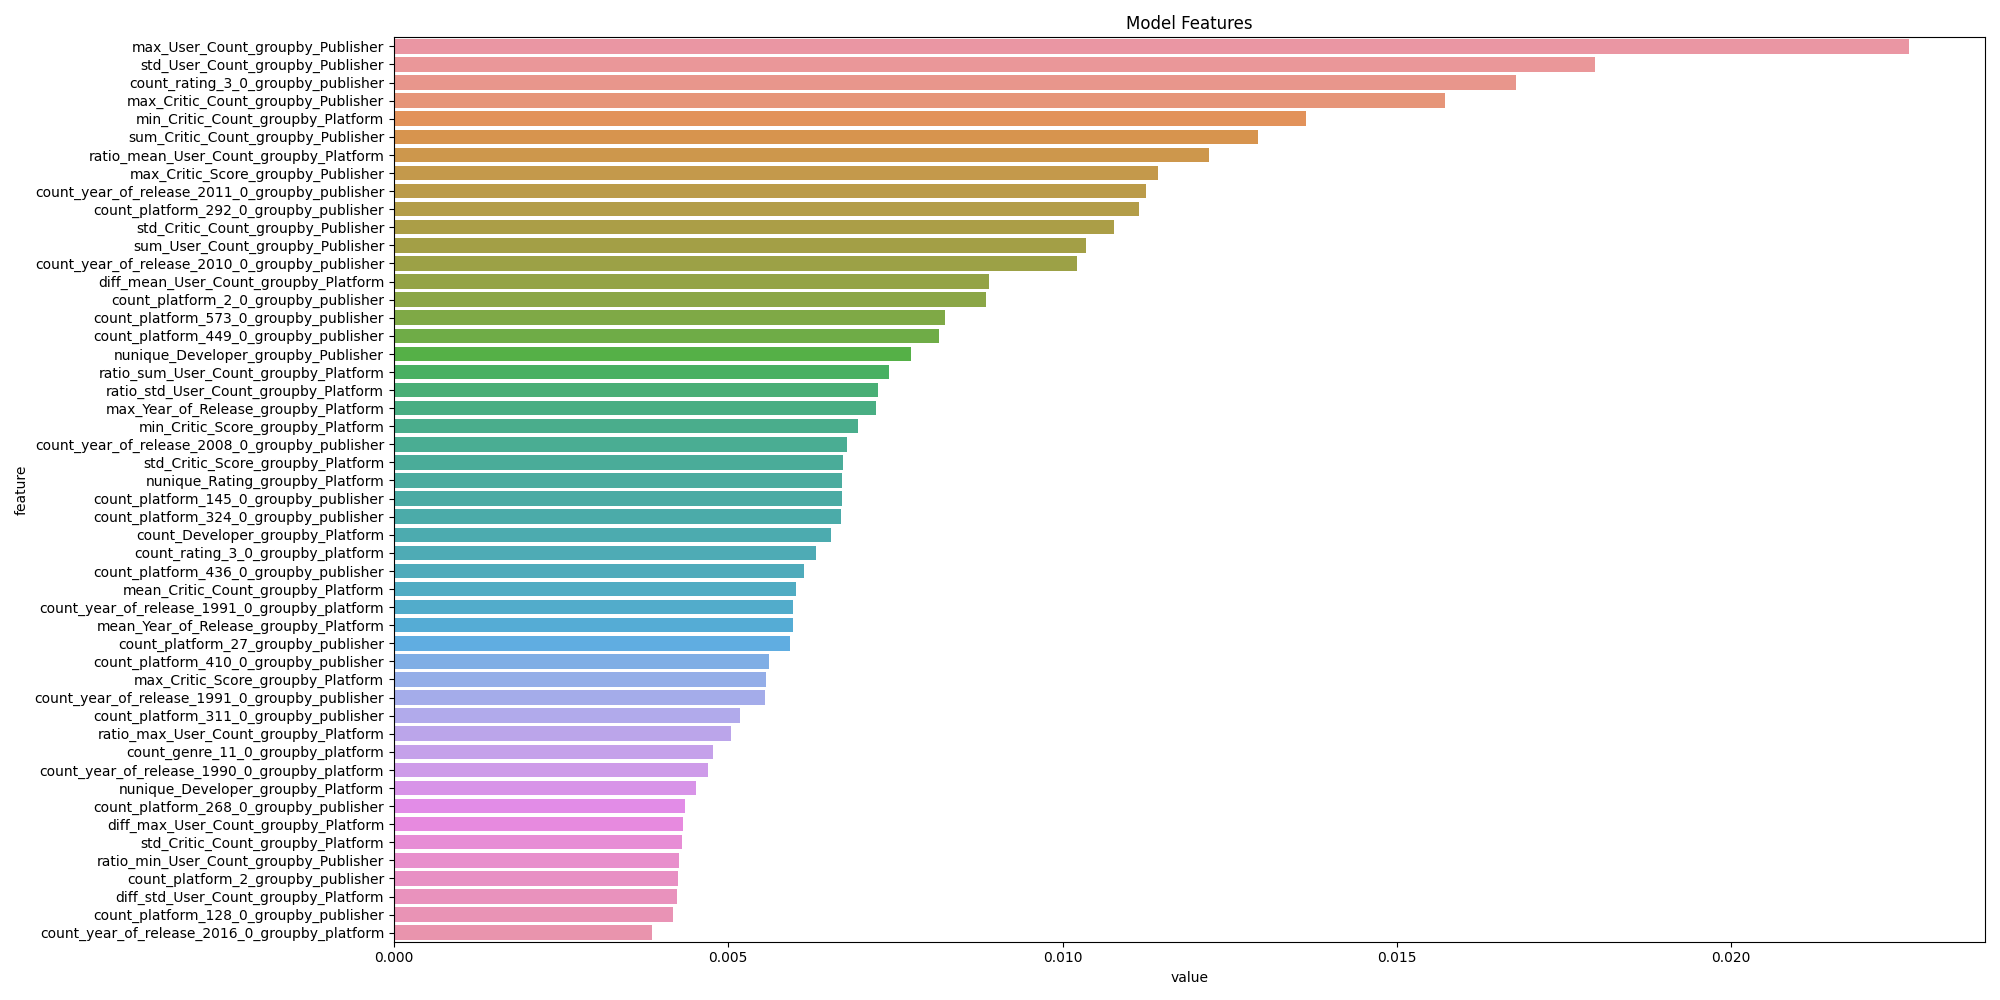 Model Features
max_User_Count_groupby_Publisher
std_User_Count_groupby_Publisher
count_rating_3_0_groupby_publisher
max_Critic_Count_groupby_Publisher
min_Critic_Count_groupby_Platform
sum_Critic_Count_groupby_Publisher
ratio_mean_User_Count_groupby_Platform
max_Critic_Score_groupby_Publisher
count_year_of_release_2011_0_groupby_publisher
count_platform_292_0_groupby_publisher
std_Critic_Count_groupby_Publisher
sum_User_Count_groupby_Publisher
count_year_of_release_2010_0_groupby_publisher
diff_mean_User_Count_groupby_Platform
count_platform_2_0_groupby_publisher
count_platform_573_0_groupby_publisher
count_platform_449_0_groupby_publisher
nunique_Developer_groupby_Publisher
ratio_sum_User_Count_groupby_Platform
ratio_std_User_Count_groupby_Platform
max_Year_of_Release_groupby_Platform
min_Critic_Score_groupby_Platform
count_year_of_release_2008_0_groupby_publisher
std_Critic_Score_groupby_Platform
nunique_Rating_groupby_Platform
count_platform_145_0_groupby_publisher
count_platform_324_0_groupby_publisher
count_Developer_groupby_Platform
count_rating_3_0_groupby_platform
count_platform_436_0_groupby_publisher
mean_Critic_Count_groupby_Platform
count_year_of_release_1991_0_groupby_platform
mean_Year_of_Release_groupby_Platform
count_platform_27_groupby_publisher
count_platform_410_0_groupby_publisher
max_Critic_Score_groupby_Platform
count_year_of_release_1991_0_groupby_publisher
count_platform_311_0_groupby_publisher
ratio_max_User_Count_groupby_Platform
count_genre_11_0_groupby_platform
count_year_of_release_1990_0_groupby_platform
nunique_Developer_groupby_Platform
count_platform_268_0_groupby_publisher
diff_max_User_Count_groupby_Platform
std_Critic_Count_groupby_Platform
ratio_min_User_Count_groupby_Publisher
count_platform_2_groupby_publisher
diff_std_User_Count_groupby_Platform
count_platform_128_0_groupby_publisher
count_year_of_release_2016_0_groupby_platform
feature
0.000 0.005 0.010 0.015 0.020
value